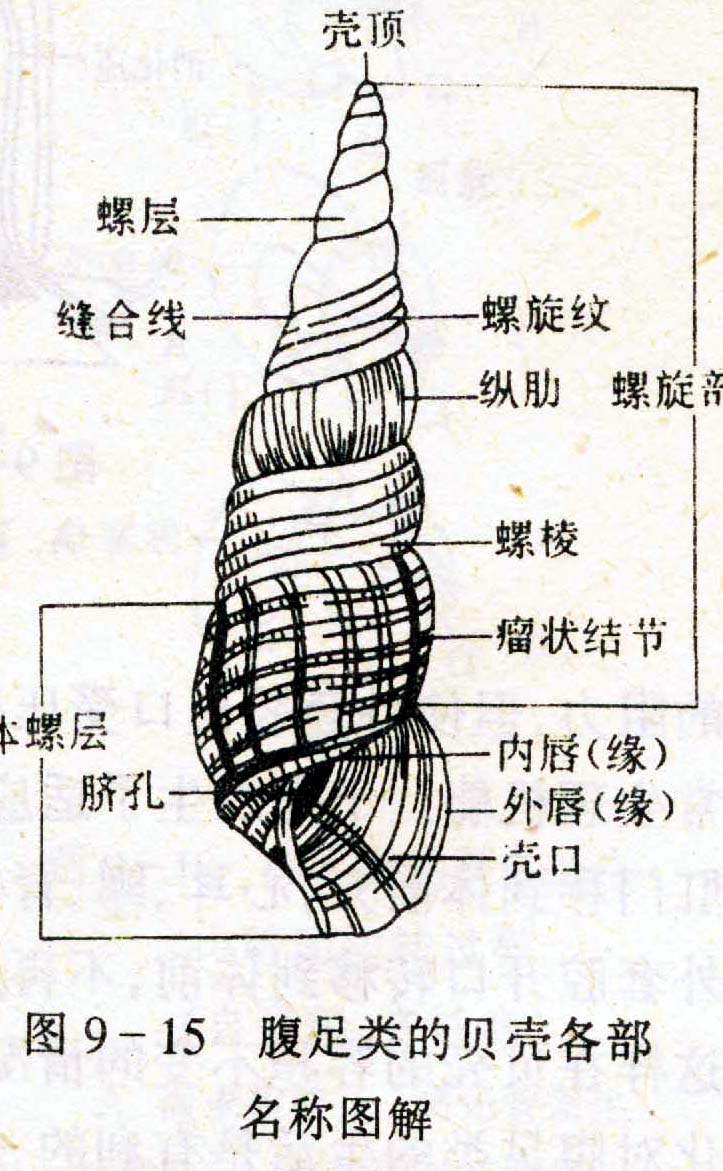 壳顶
螺层
缝合线
螺旋纹
纵肋
螺旋部
螺棱
瘤状结节
体螺层
内唇(缘)
脐孔
外唇(缘)
壳口
图9-15 腹足类的贝壳各部
名称图解